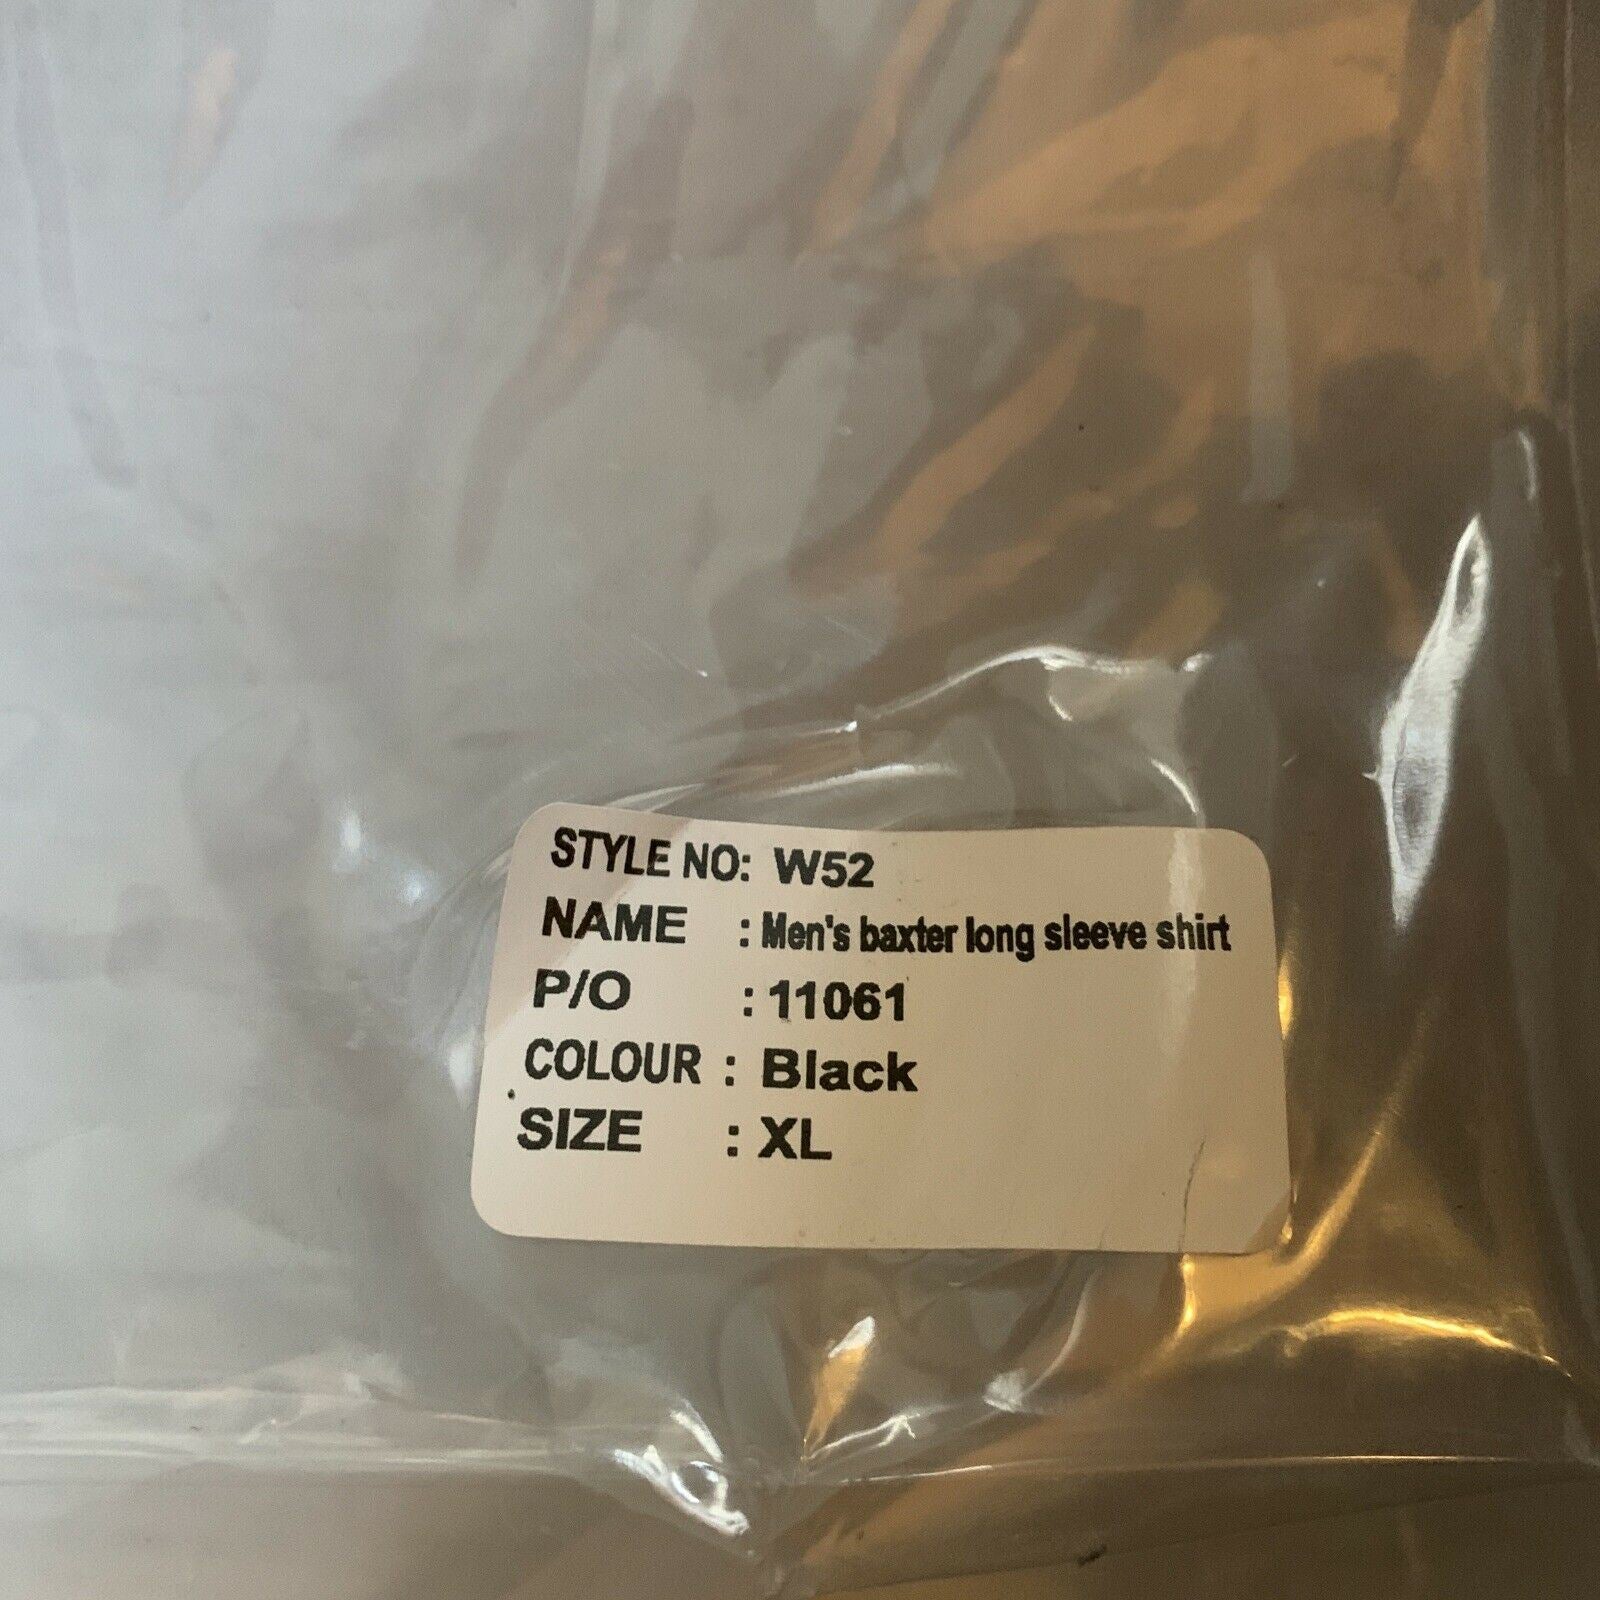 STYLE NO: W52
NAME : Men's baxter long sleeve shirt
P/O : 11061
COLOUR : Black
SIZE : XL